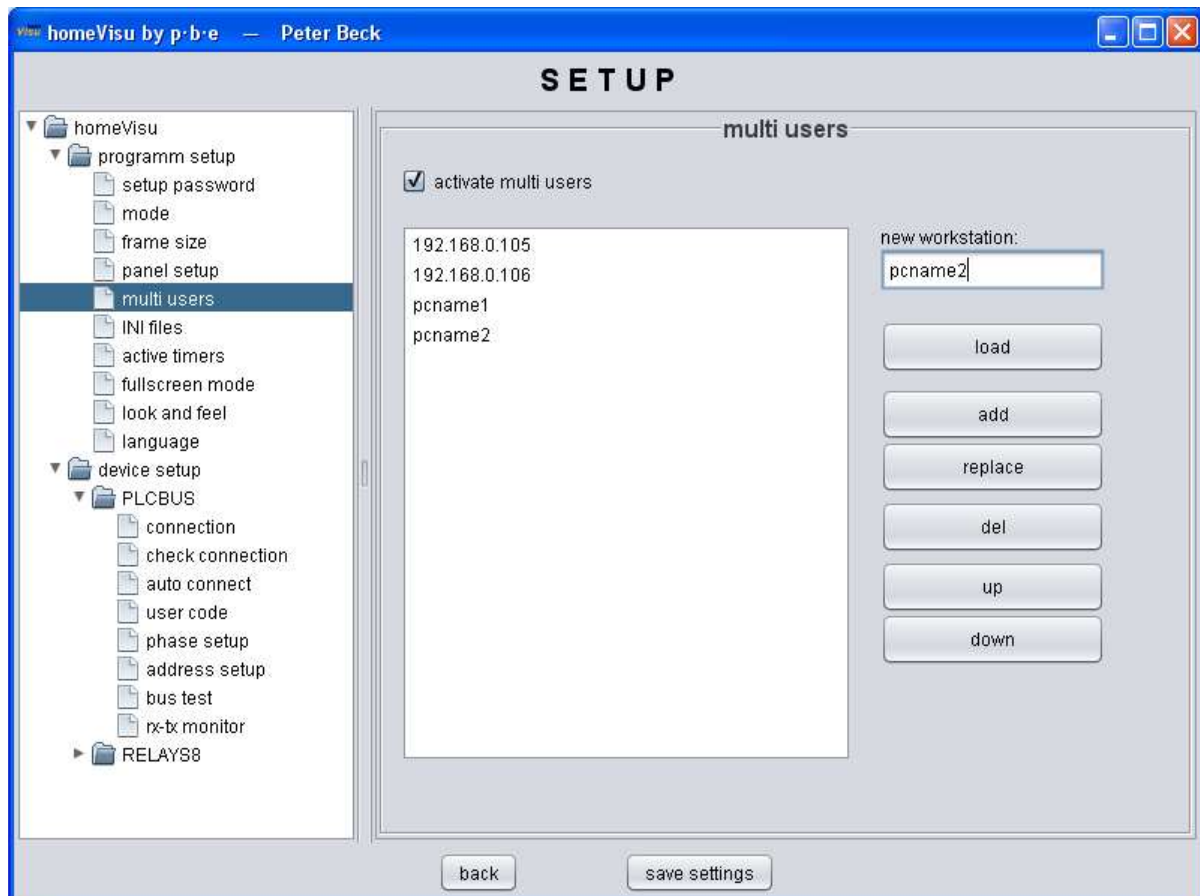 Visu homeVisu by p·b·e — Peter Beck
SETUP
homeVisu
programm setup
setup password
mode
frame size
panel setup
multi users
INI files
active timers
fullscreen mode
look and feel
language
device setup
PLCBUS
connection
check connection
auto connect
user code
phase setup
address setup
bus test
rx-tx monitor
RELAYS8
multi users
activate multi users
192.168.0.105
192.168.0.106
pcname1
pcname2
new workstation:
pcname2
load
add
replace
del
up
down
back
save settings